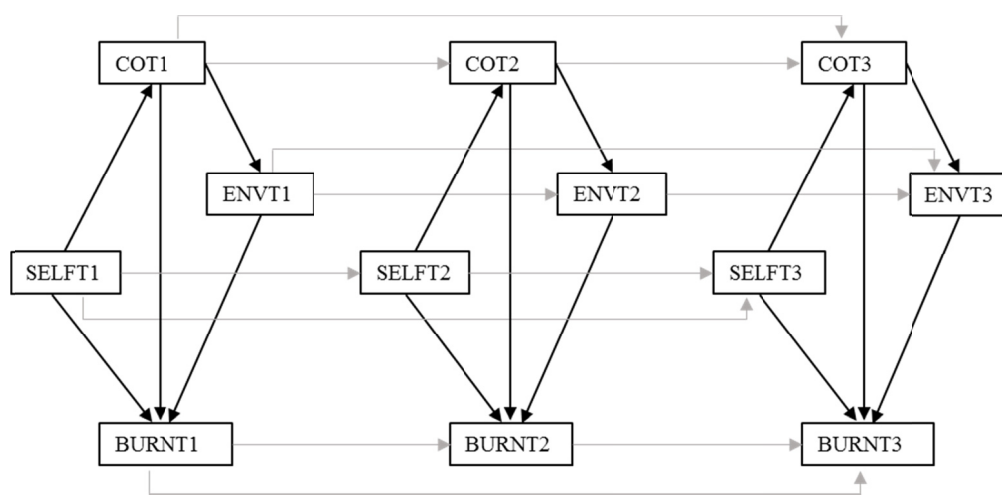 COT1
COT2
COT3
ENVT1
ENVT2
ENVT3
SELFT1
SELFT2
SELFT3
BURNT1
BURNT2
BURNT3